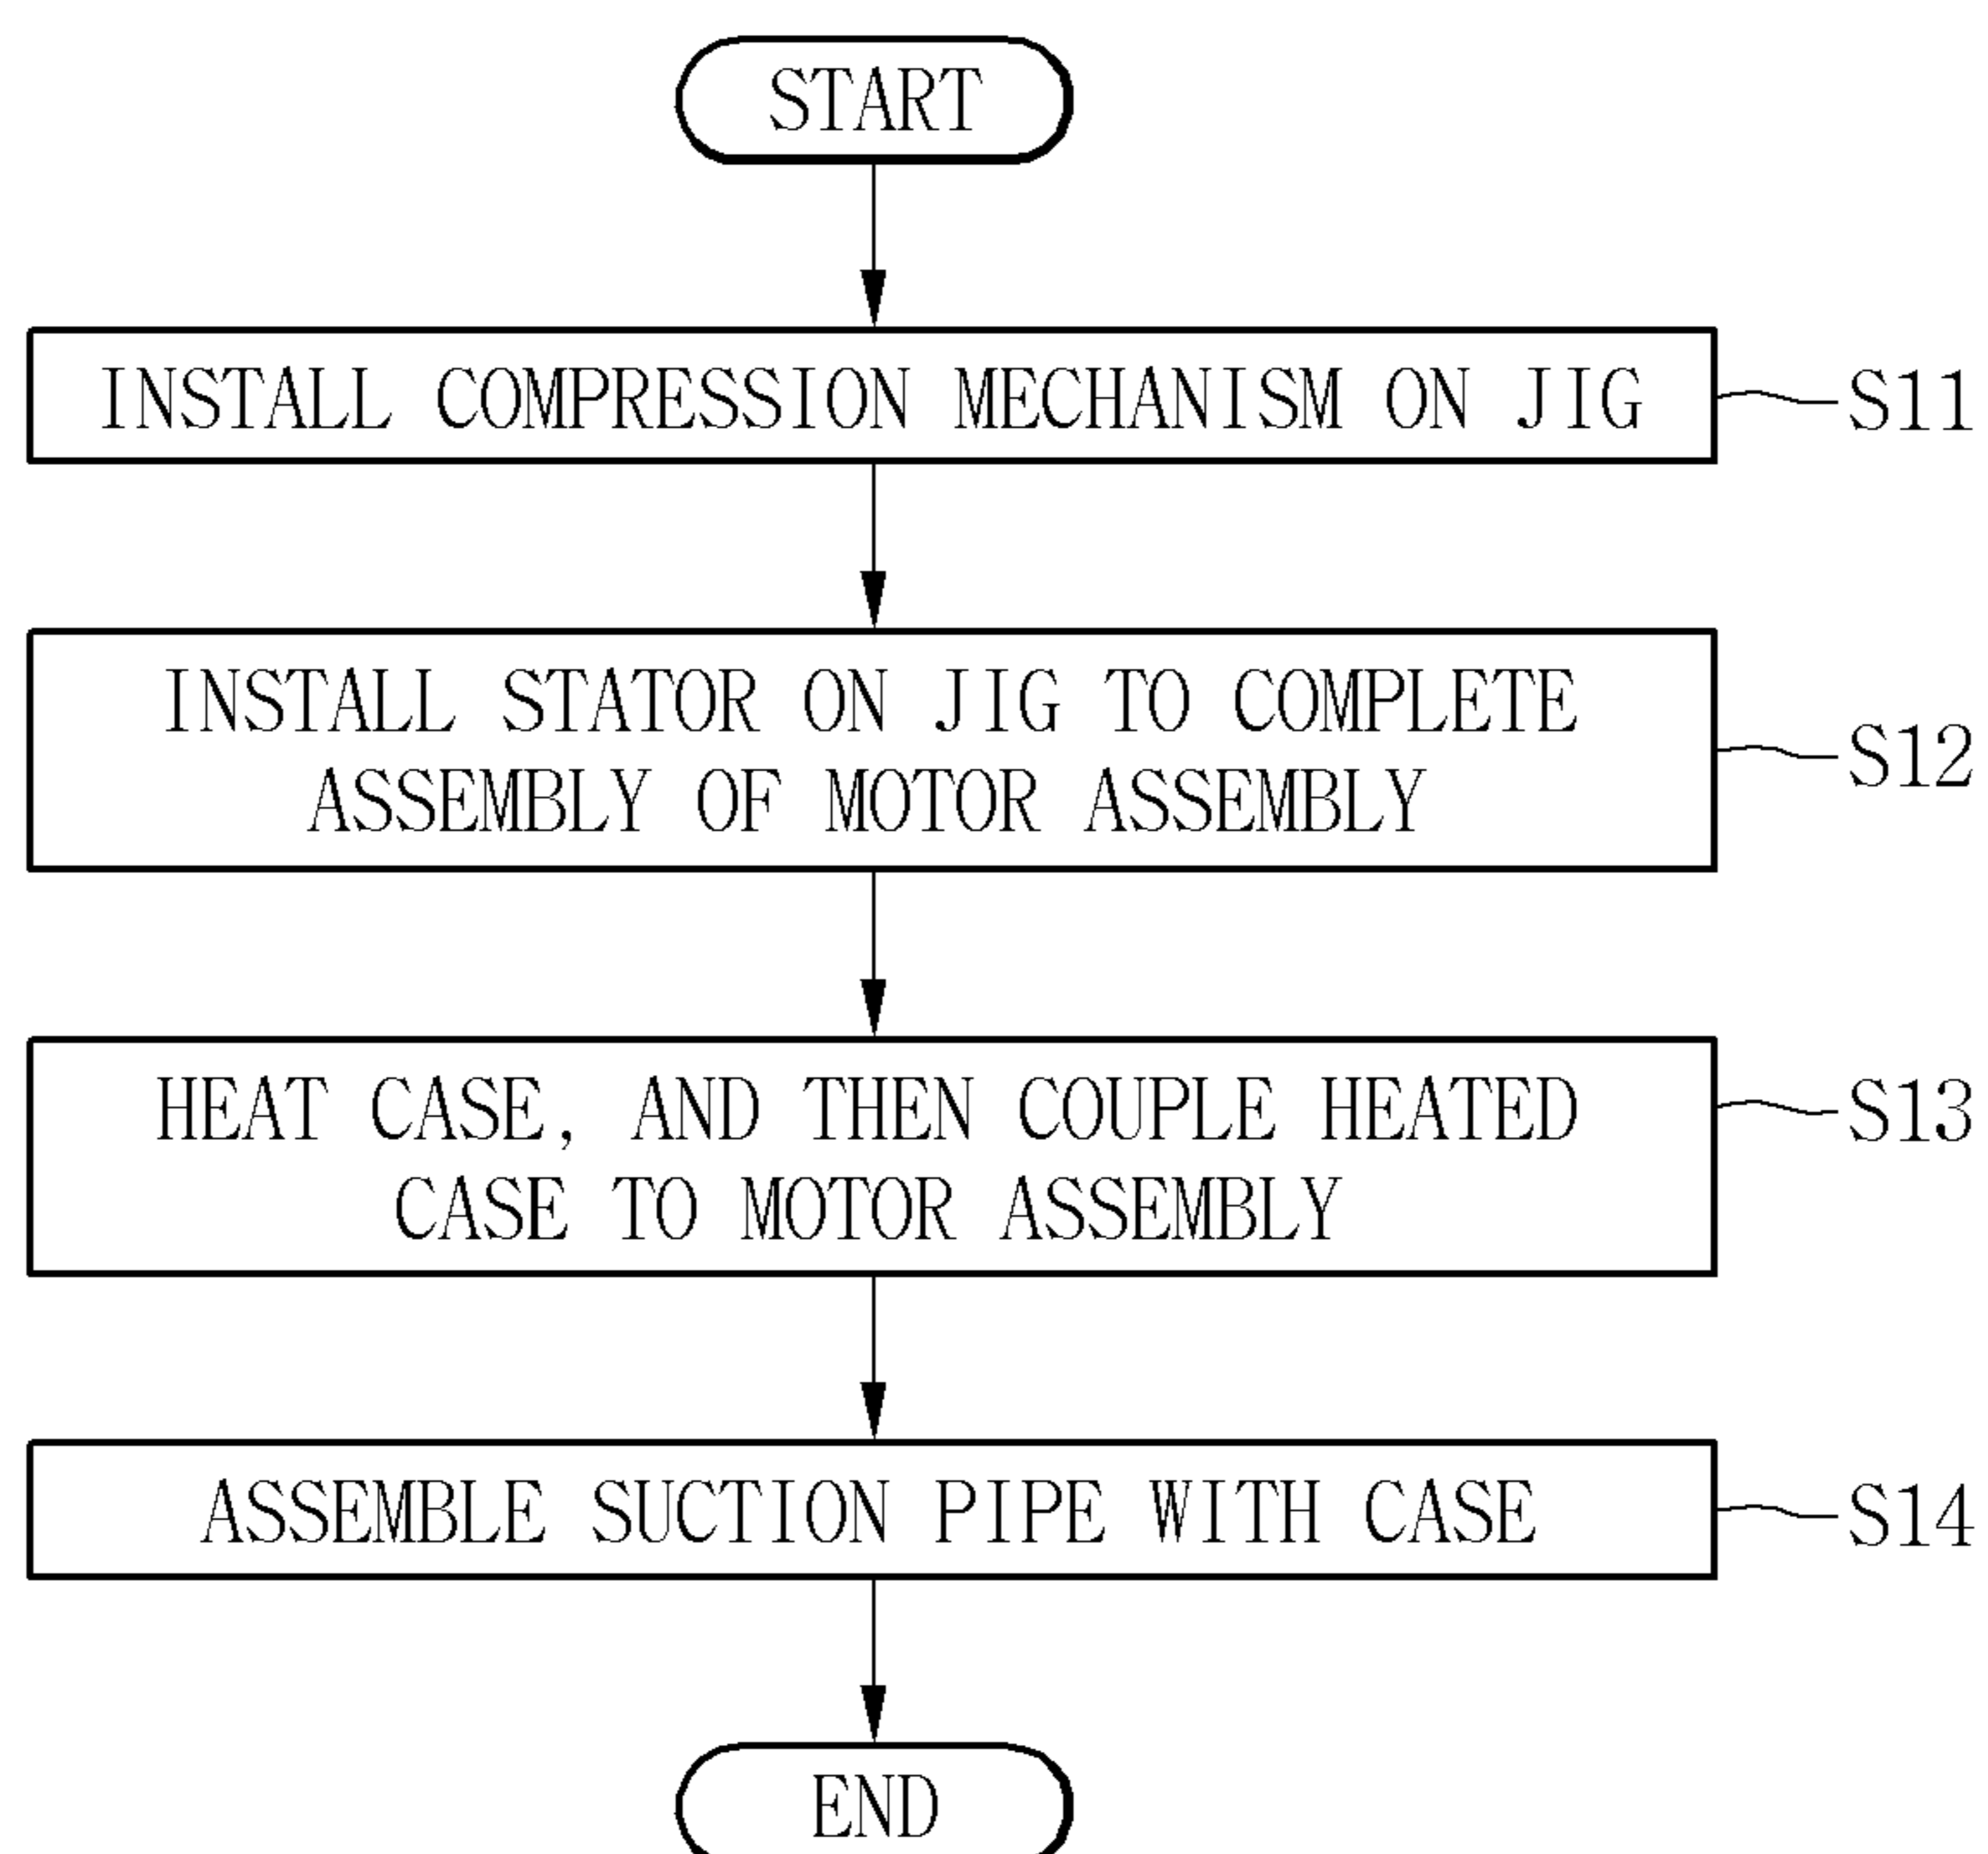 START
INSTALL COMPRESSION MECHANISM ON JIG
S11
INSTALL STATOR ON JIG TO COMPLETE
ASSEMBLY OF MOTOR ASSEMBLY
S12
HEAT CASE, AND THEN COUPLE HEATED
CASE TO MOTOR ASSEMBLY
S13
ASSEMBLE SUCTION PIPE WITH CASE
S14
END